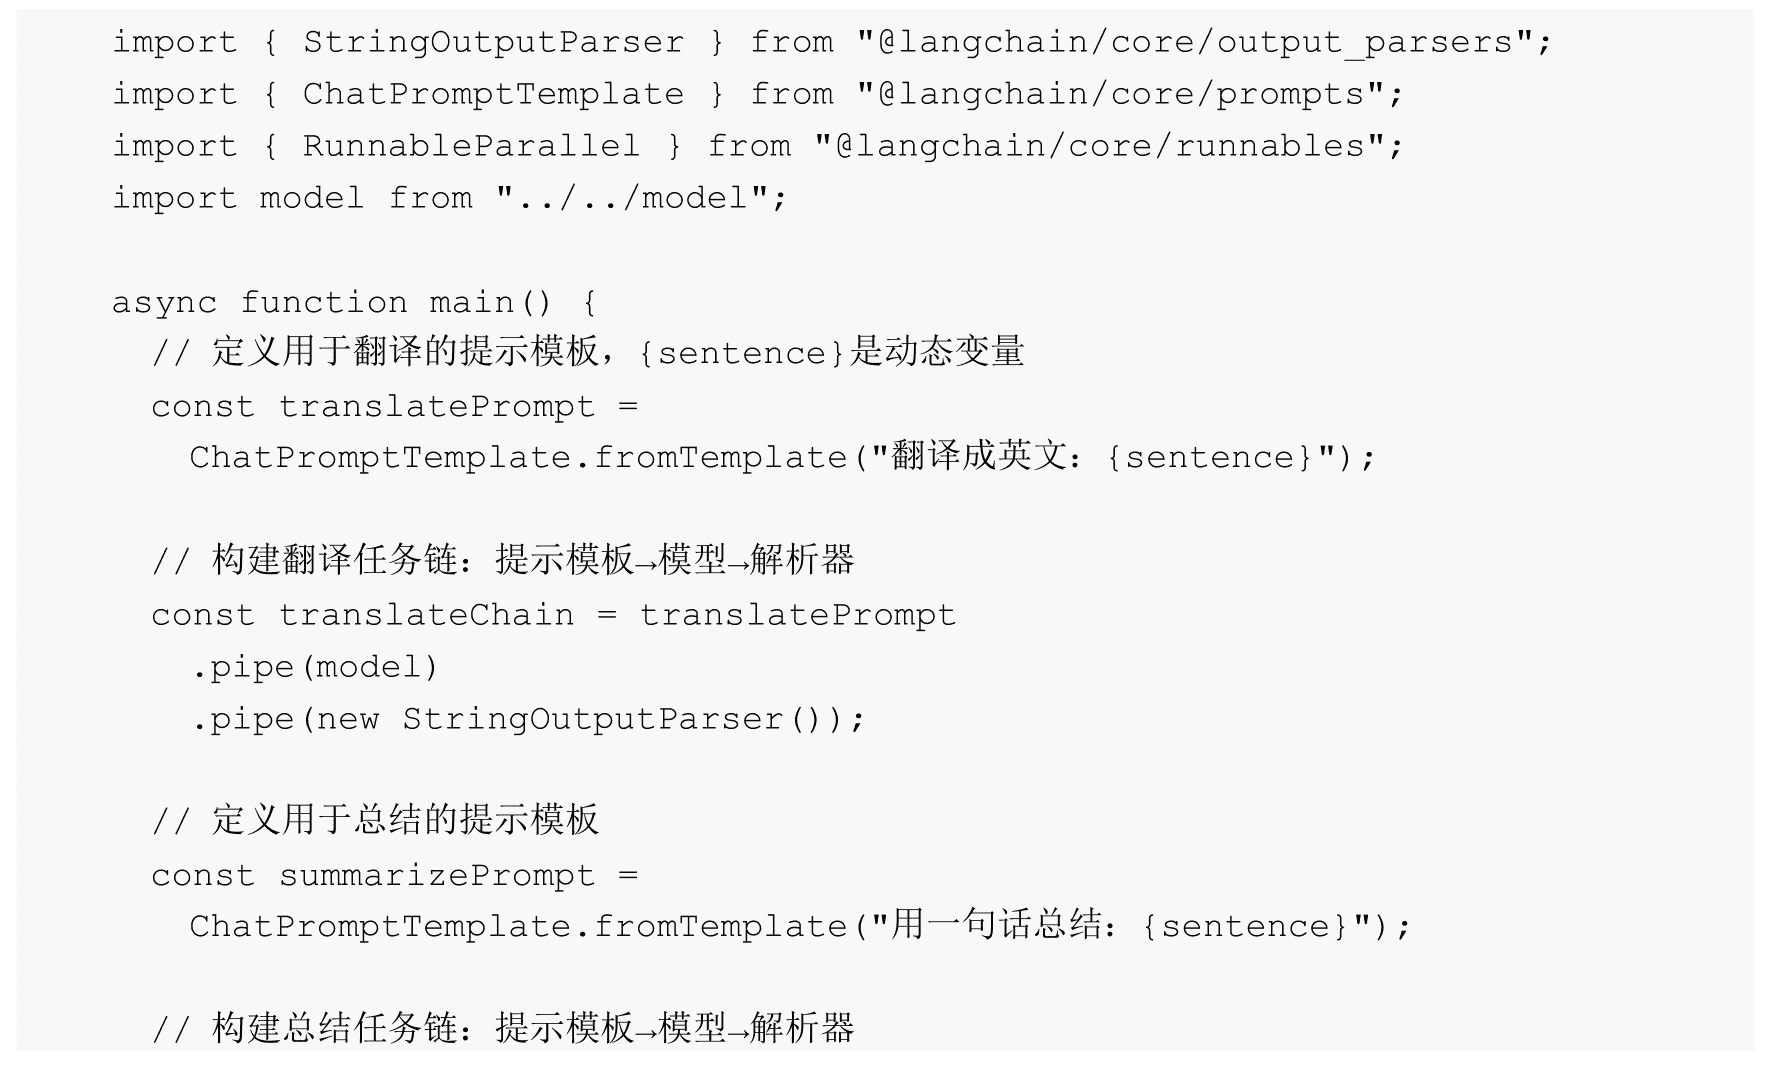 import { StringOutputParser } from "@langchain/core/output_parsers";
import { ChatPromptTemplate } from "@langchain/core/prompts";
import { RunnableParallel } from "@langchain/core/runnables";
import model from "../../model";

async function main() {
  // 定义用于翻译的提示模板，{sentence}是动态变量
  const translatePrompt =
    ChatPromptTemplate.fromTemplate("翻译成英文：{sentence}");

  // 构建翻译任务链：提示模板→模型→解析器
  const translateChain = translatePrompt
    .pipe(model)
    .pipe(new StringOutputParser());

  // 定义用于总结的提示模板
  const summarizePrompt =
    ChatPromptTemplate.fromTemplate("用一句话总结：{sentence}");

  // 构建总结任务链：提示模板→模型→解析器